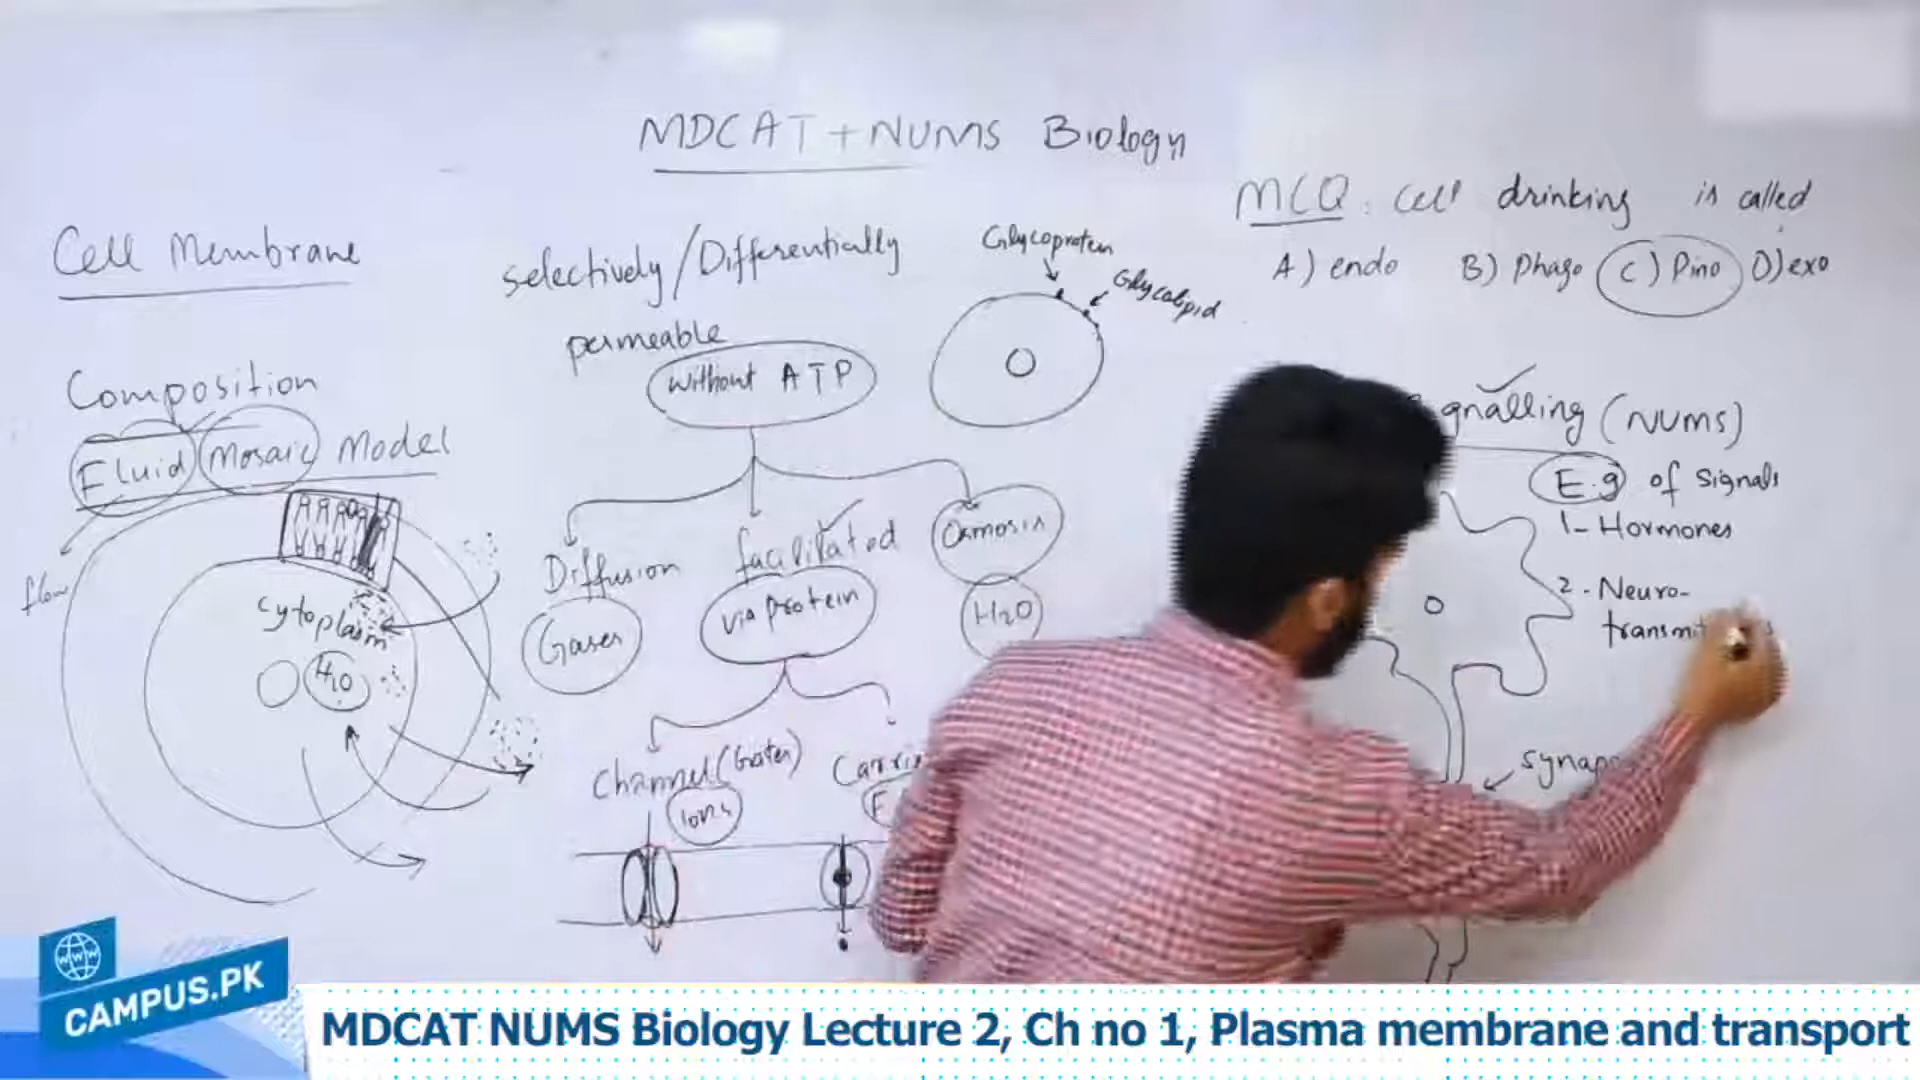 MDCAT + NUMS Biology
Cell Membrane
Composition
Fluid Mosaic Model
flow
cytoplasm
H2O
selectively/Differentially
permeable
without ATP
Diffusion
Gases
facilitated
via protein
Osmosis
H2O
Channel (Gates)
Ions
Glycoprotein
Glycolipid
MCQ: Cell drinking is called
A) endo B) Phago C) Pino D) exo
(NUMS)
E.g of Signals
1- Hormones
2- Neuro-
CAMPUS.PK
www
MDCAT NUMS Biology Lecture 2, Ch no 1, Plasma membrane and transport